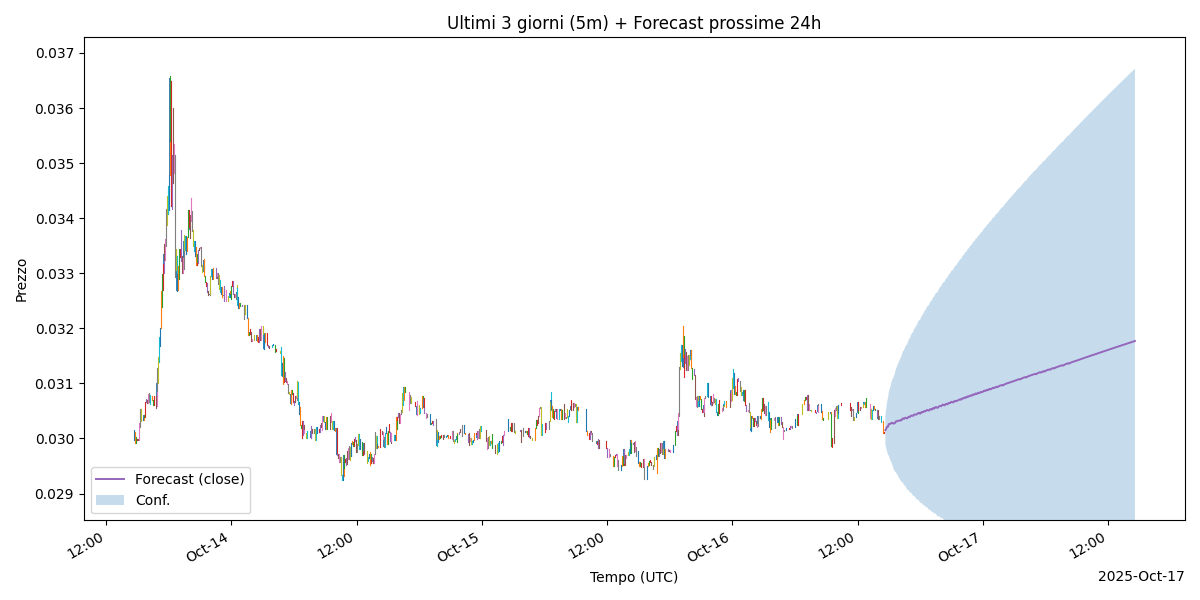 Ultimi 3 giorni (5m) + Forecast prossime 24h
Prezzo
0.037
0.036
0.035
0.034
0.033
0.032
0.031
0.030
0.029
Forecast (close)
Conf.
12:00
Oct-14
12:00
Oct-15
12:00
Oct-16
12:00
Oct-17
12:00
Tempo (UTC)
2025-Oct-17